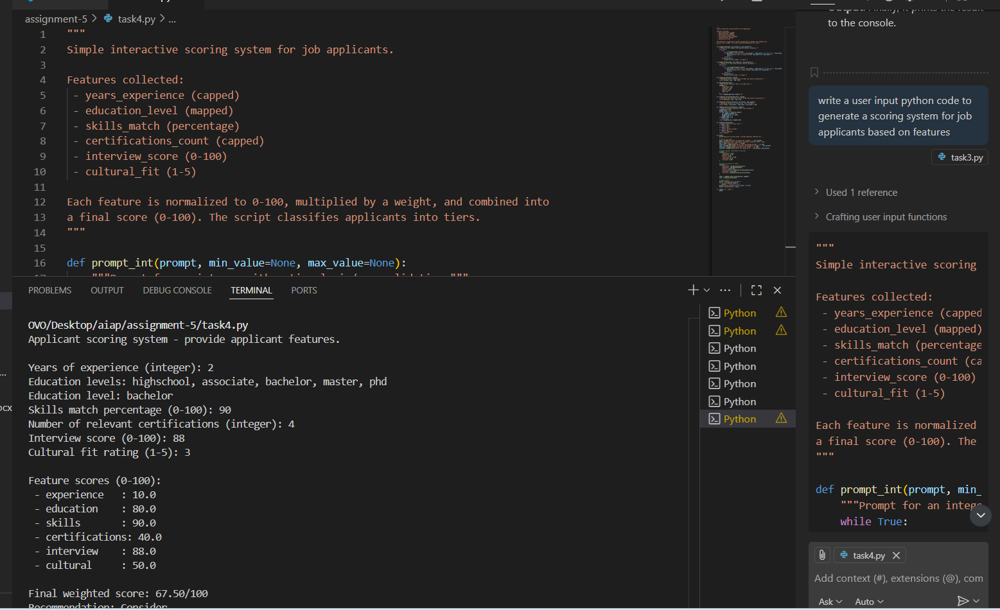 assignment-5 > task4.py > ...
1 """
2 Simple interactive scoring system for job applicants.
3
4 Features collected:
5 - years_experience (capped)
6 - education_level (mapped)
7 - skills_match (percentage)
8 - certifications_count (capped)
9 - interview_score (0-100)
10 - cultural_fit (1-5)
11
12 Each feature is normalized to 0-100, multiplied by a weight, and combined into
13 a final score (0-100). The script classifies applicants into tiers.
14 """
15
16 def prompt_int(prompt, min_value=None, max_value=None):
PROBLEMS OUTPUT DEBUG CONSOLE TERMINAL PORTS
OVO/Desktop/aiap/assignment-5/task4.py
Applicant scoring system - provide applicant features.
Years of experience (integer): 2
Education levels: highschool, associate, bachelor, master, phd
Education level: bachelor
Skills match percentage (0-100): 90
Number of relevant certifications (integer): 4
Interview score (0-100): 88
Cultural fit rating (1-5): 3
Feature scores (0-100):
- experience : 10.0
- education : 80.0
- skills : 90.0
- certifications: 40.0
- interview : 88.0
- cultural : 50.0
Final weighted score: 67.50/100
Recommendation: Consider
Python
Python
Python
Python
Python
Python
Python
to the console.
write a user input python code to
generate a scoring system for job
applicants based on features
task3.py
> Used 1 reference
> Crafting user input functions
"""
Simple interactive scoring
Features collected:
- years_experience (capped
- education_level (mapped)
- skills_match (percentage
- certifications_count (ca
- interview_score (0-100)
- cultural_fit (1-5)
Each feature is normalized
a final score (0-100). The
"""
def prompt_int(prompt, min_
"""Prompt for an intege
while True:
task4.py
Add context (#), extensions (@), com
Ask Auto